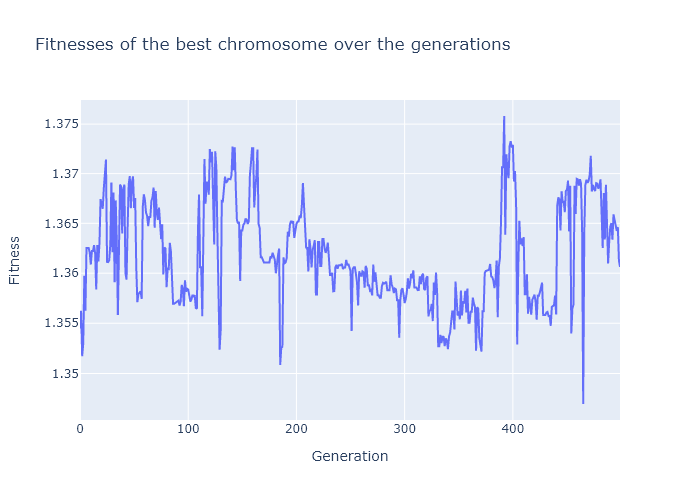 Fitnesses of the best chromosome over the generations
1.375
1.37
1.365
1.36
1.355
1.35
Fitness
0 100 200 300 400
Generation